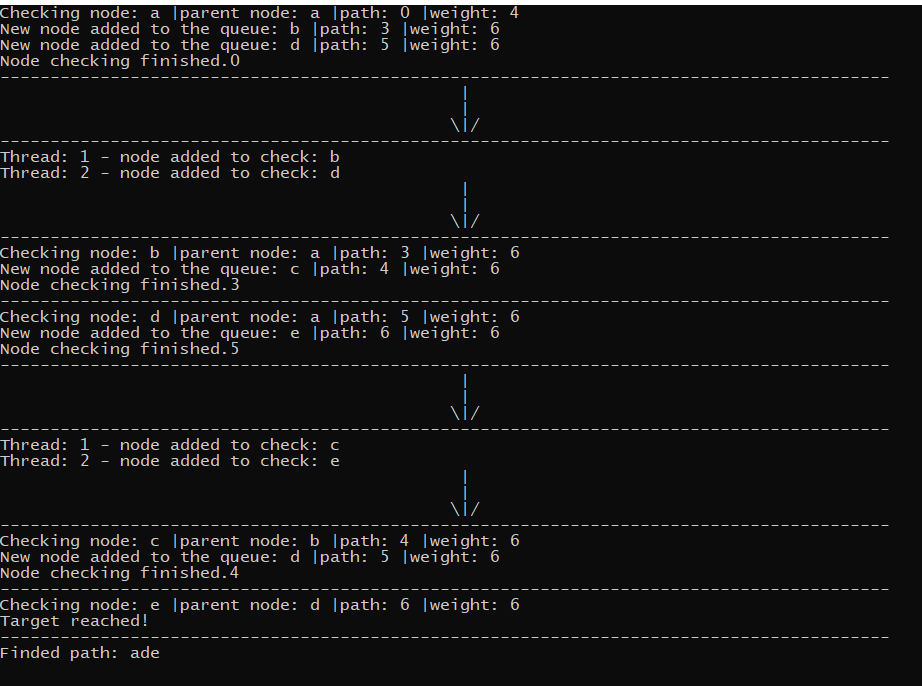 Checking node: a |parent node: a |path: 0 |weight: 4
New node added to the queue: b |path: 3 |weight: 6
New node added to the queue: d |path: 5 |weight: 6
Node checking finished.0
-----------------------------------------------------------------------------------------
|
|
\|/
-----------------------------------------------------------------------------------------
Thread: 1 - node added to check: b
Thread: 2 - node added to check: d
|
|
\|/
-----------------------------------------------------------------------------------------
Checking node: b |parent node: a |path: 3 |weight: 6
New node added to the queue: c |path: 4 |weight: 6
Node checking finished.3
-----------------------------------------------------------------------------------------
Checking node: d |parent node: a |path: 5 |weight: 6
New node added to the queue: e |path: 6 |weight: 6
Node checking finished.5
-----------------------------------------------------------------------------------------
|
|
\|/
-----------------------------------------------------------------------------------------
Thread: 1 - node added to check: c
Thread: 2 - node added to check: e
|
|
\|/
-----------------------------------------------------------------------------------------
Checking node: c |parent node: b |path: 4 |weight: 6
New node added to the queue: d |path: 5 |weight: 6
Node checking finished.4
-----------------------------------------------------------------------------------------
Checking node: e |parent node: d |path: 6 |weight: 6
Target reached!
-----------------------------------------------------------------------------------------
Finded path: ade